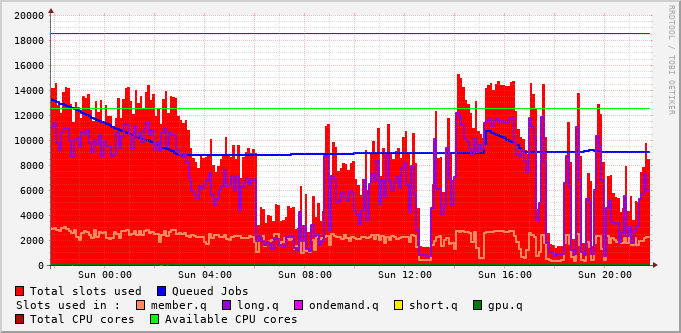 20000
18000
16000
14000
12000
10000
8000
6000
4000
2000
0
Sun 00:00 Sun 04:00 Sun 08:00 Sun 12:00 Sun 16:00 Sun 20:00
RRDTOOL / TOBI OETIKER
Total slots used Queued Jobs
Slots used in : member.q long.q ondemand.q short.q gpu.q
Total CPU cores Available CPU cores